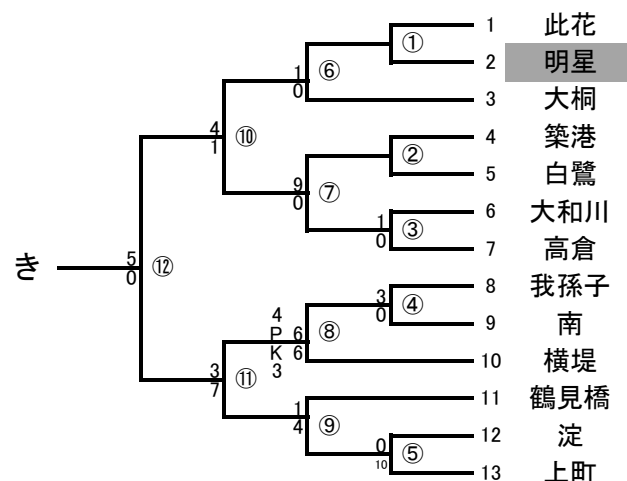 1 此花
①
2 明星
1
0
⑥
3 大桐
4
1
⑩
4 築港
②
5 白鷺
9
0
⑦
6 大和川
1
0
③
7 高倉
き
5
0
⑫
8 我孫子
3
0
④
9 南
4
P
K
3
6
6
⑧
10 横堤
3
7
⑪
11 鶴見橋
1
4
⑨
12 淀
0
10
⑤
13 上町